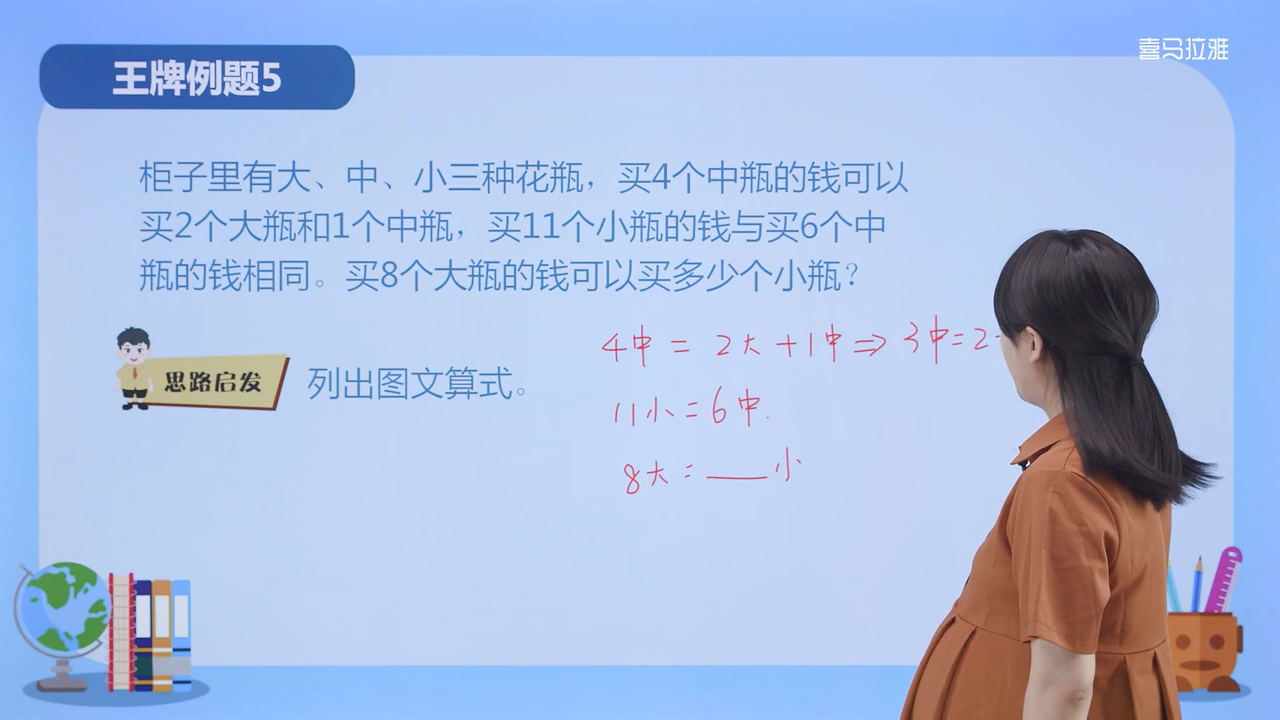 喜马拉雅
王牌例题5
柜子里有大、中、小三种花瓶，买4个中瓶的钱可以
买2个大瓶和1个中瓶，买11个小瓶的钱与买6个中
瓶的钱相同。买8个大瓶的钱可以买多少个小瓶？
思路启发
列出图文算式。
4中 = 2大+1中⇒3中=2
11小=6中.
8大=___小